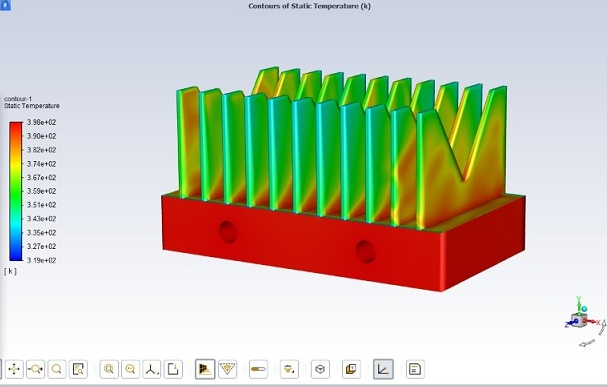 Contours of Static Temperature (k)
contour-1
Static Temperature
3.98e+02
3.90e+02
3.82e+02
3.74e+02
3.67e+02
3.59e+02
3.51e+02
3.43e+02
3.35e+02
3.27e+02
3.19e+02
[ k ]
Y
Z
X